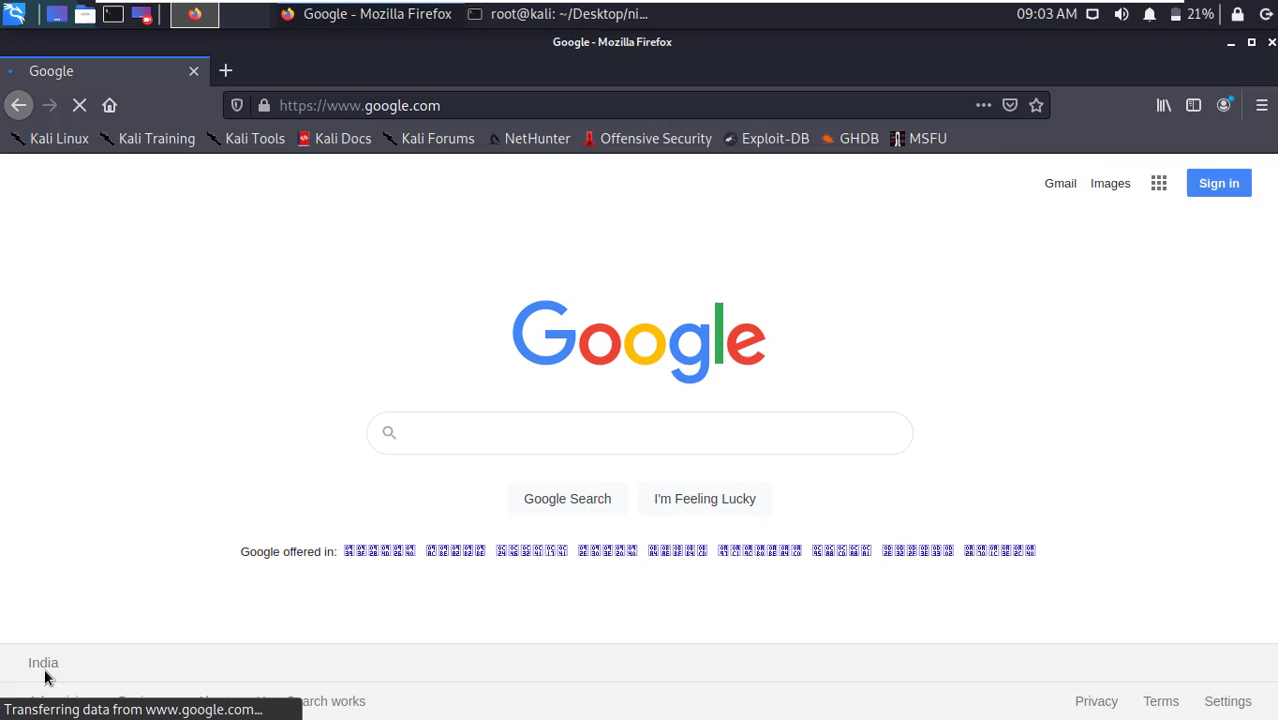 Google - Mozilla Firefox
root@kali: ~/Desktop/ni...
09:03 AM
21%
Google - Mozilla Firefox
Google
https://www.google.com
Kali Linux
Kali Training
Kali Tools
Kali Docs
Kali Forums
NetHunter
Offensive Security
Exploit-DB
GHDB
MSFU
Gmail
Images
Sign in
Google
Google Search
I'm Feeling Lucky
Google offered in:
India
Search works
Privacy
Terms
Settings
Transferring data from www.google.com...